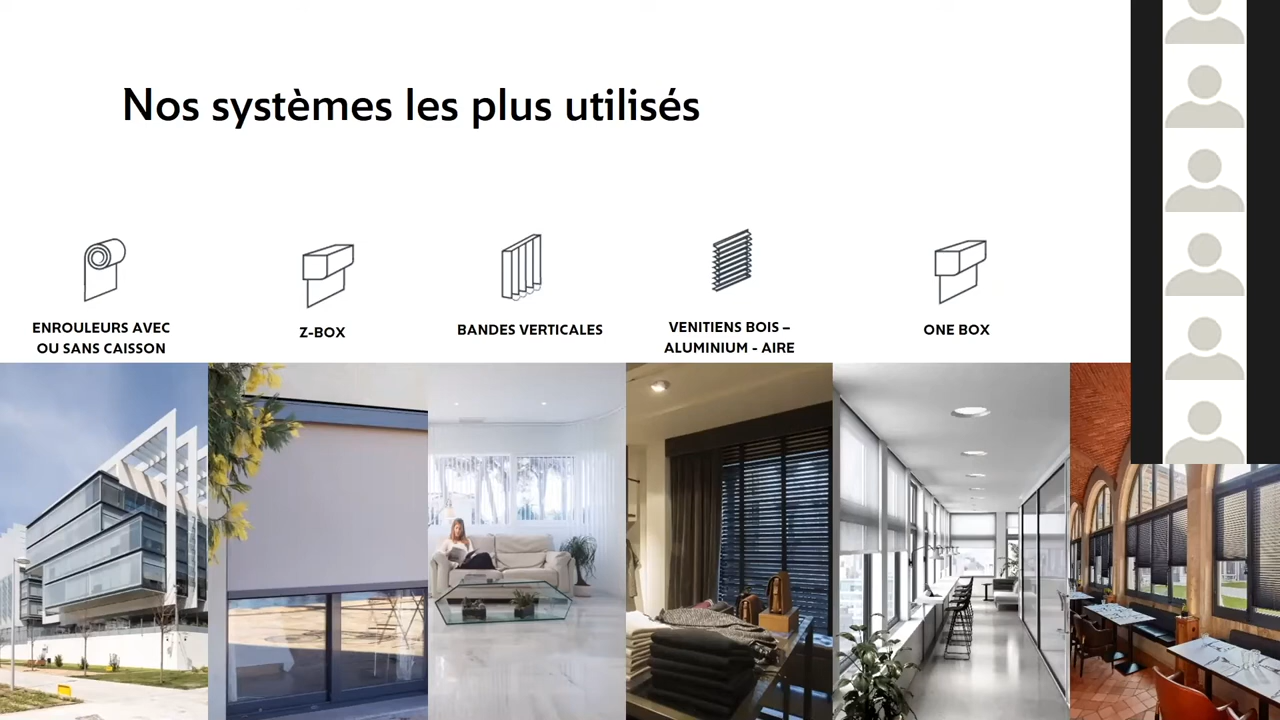 Nos systèmes les plus utilisés
ENROULEURS AVEC
OU SANS CAISSON
Z-BOX
BANDES VERTICALES
VENITIENS BOIS –
ALUMINIUM - AIRE
ONE BOX